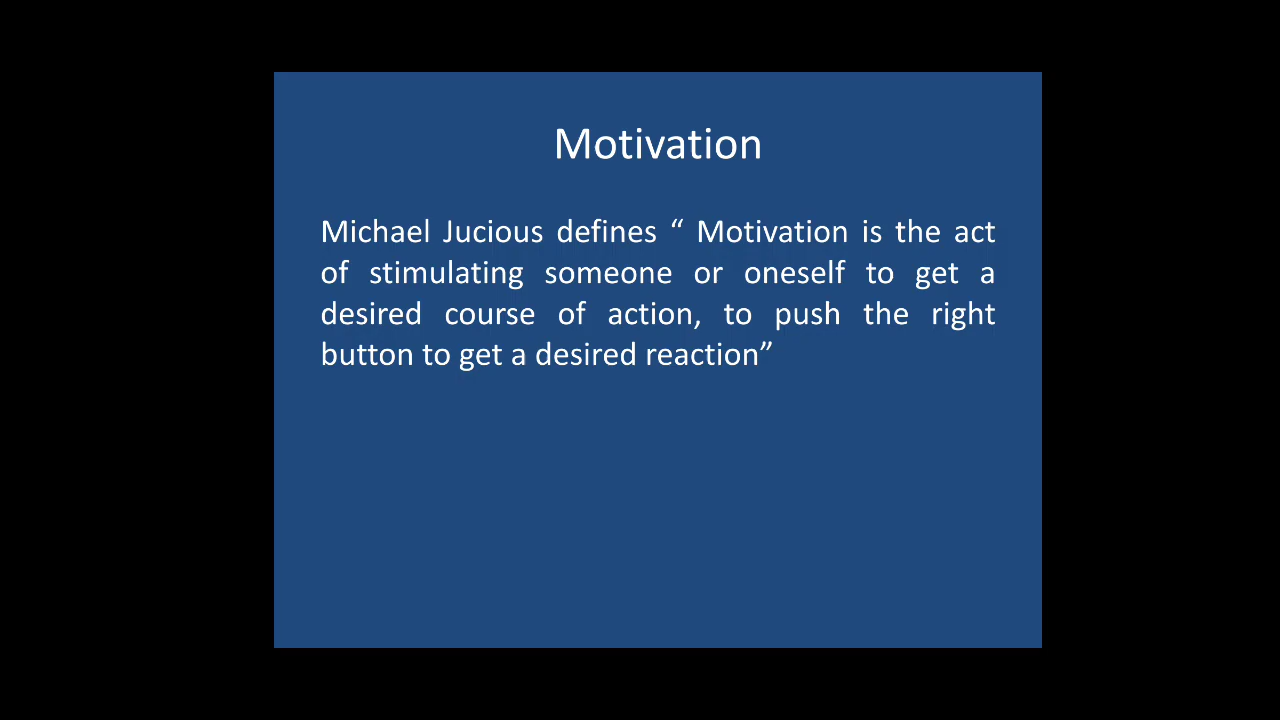 Motivation
Michael Jucious defines “ Motivation is the act
of stimulating someone or oneself to get a
desired course of action, to push the right
button to get a desired reaction”